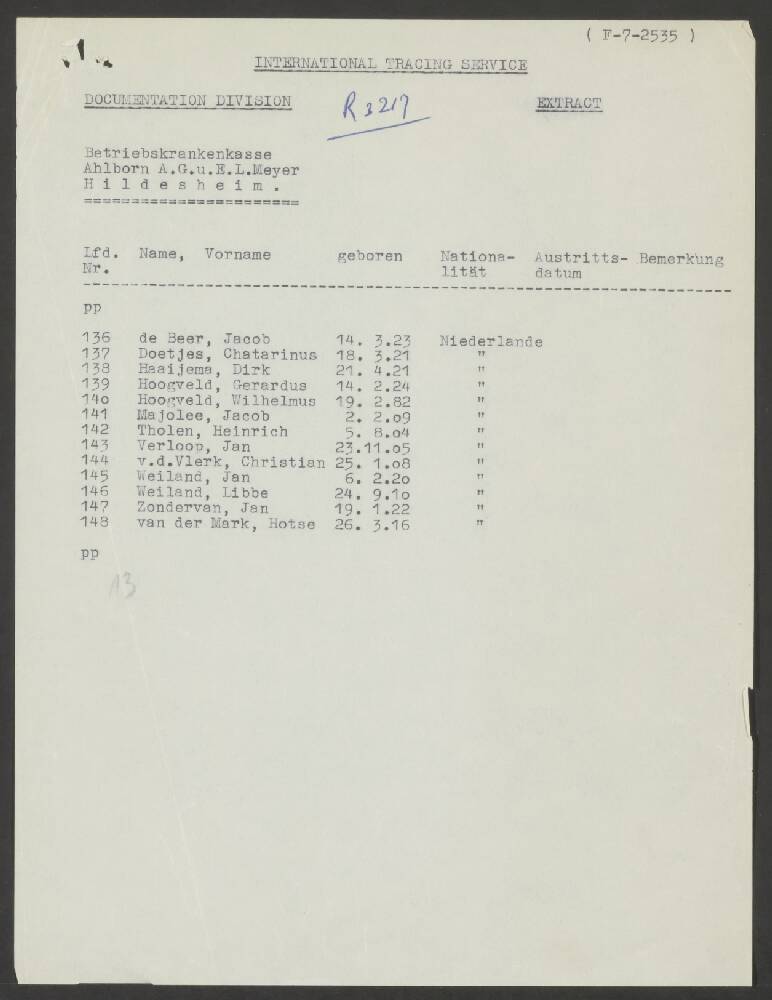 ( F-7-2535 )
INTERNATIONAL TRACING SERVICE
DOCUMENTATION DIVISION R 3217 EXTRACT
Betriebskrankenkasse
Ahlborn A.G.u.E.L.Meyer
H i l d e s h e i m .
=======================
Lfd. Name, Vorname geboren Nationa- Austritts- Bemerkung
Nr. lität datum
pp
136 de Beer, Jacob 14. 3.23 Niederlande
137 Doetjes, Chatarinus 18. 3.21 "
138 Haaijema, Dirk 21. 4.21 "
139 Hoogveld, Gerardus 14. 2.24 "
14o Hoogveld, Wilhelmus 19. 2.82 "
141 Majolee, Jacob 2. 2.o9 "
142 Tholen, Heinrich 5. 8.o4 "
143 Verloop, Jan 23.11.o5 "
144 v.d.Vlerk, Christian 25. 1.o8 "
145 Weiland, Jan 6. 2.2o "
146 Weiland, Libbe 24. 9.1o "
147 Zondervan, Jan 19. 1.22 "
148 van der Mark, Hotse 26. 3.16 "
pp
13